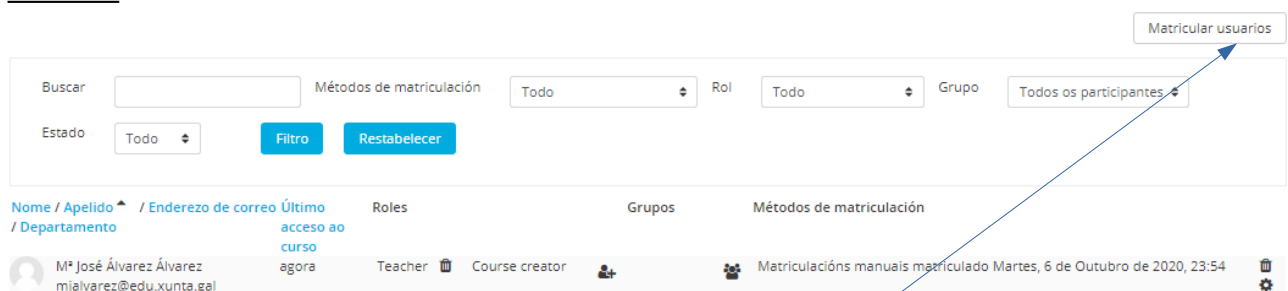 Matricular usuarios
Buscar Métodos de matriculación Todo Rol Todo Grupo Todos os participantes
Estado Todo Filtro Restabelecer
Nome / Apelido / Enderezo de correo Último Roles Grupos Métodos de matriculación
/ Departamento acceso ao
curso
Mª José Álvarez Álvarez agora Teacher Course creator Matriculacións manuais matriculado Martes, 6 de Outubro de 2020, 23:54
mjalvarez@edu.xunta.gal